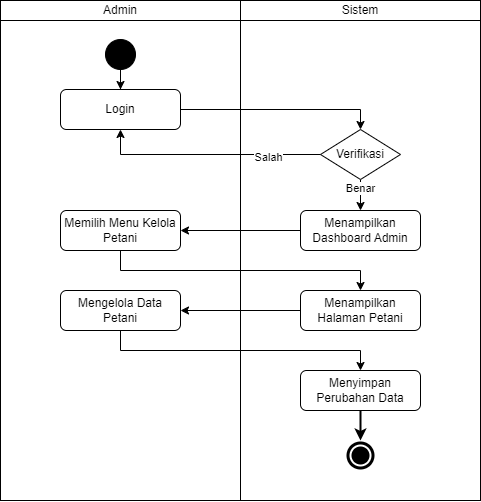 Admin
Sistem
Login
Verifikasi
Salah
Benar
Memilih Menu Kelola
Petani
Menampilkan
Dashboard Admin
Mengelola Data
Petani
Menampilkan
Halaman Petani
Menyimpan
Perubahan Data